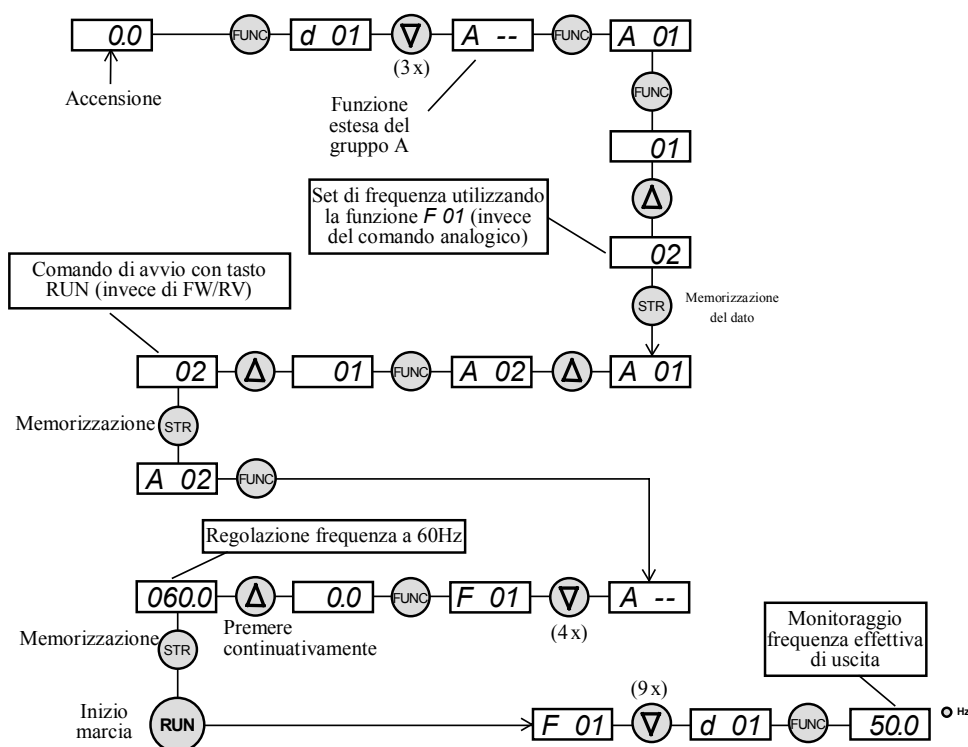 0.0 FUNC d 01 (3x) A -- FUNC A 01
Accensione
Funzione
estesa del
gruppo A
FUNC
01
Set di frequenza utilizzando
la funzione F 01 (invece
del comando analogico)
02
STR
Memorizzazione
del dato
Comando di avvio con tasto
RUN (invece di FW/RV)
02 01 FUNC A 02 A 01
Memorizzazione STR
A 02 FUNC
Regolazione frequenza a 60Hz
060.0 0.0 FUNC F 01 (4x) A --
Premere
continuativamente
Memorizzazione STR
Monitoraggio
frequenza effettiva
di uscita
Inizio
marcia
RUN
F 01 (9x) d 01 FUNC 50.0 Hz